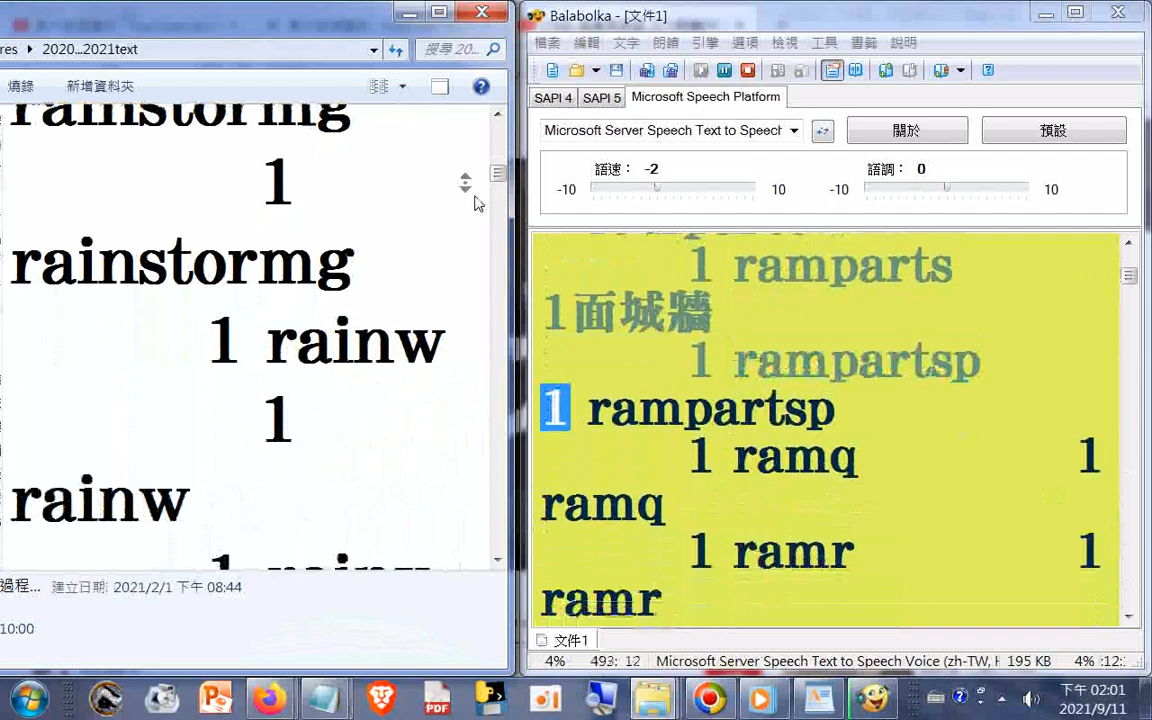 res ▸ 2020...2021text
搜尋 20...
燒錄 新增資料夾
rainstormg
1
rainstormg
1 rainw
1
rainw
1 rainw
過程... 建立日期: 2021/2/1 下午 08:44
10:00
Balabolka - [文件1]
檔案 編輯 文字 朗讀 引擎 選項 檢視 工具 書籤 說明
SAPI 4 SAPI 5 Microsoft Speech Platform
Microsoft Server Speech Text to Speech
關於 預設
語速： -2 語調： 0
-10 10 -10 10
1 ramparts
1面城牆
1 rampartsp
1 rampartsp
1 ramq 1
ramq
1 ramr 1
ramr
文件1
4% 493: 12 Microsoft Server Speech Text to Speech Voice (zh-TW, H 195 KB 4% :12:
PDF
下午 02:01
2021/9/11